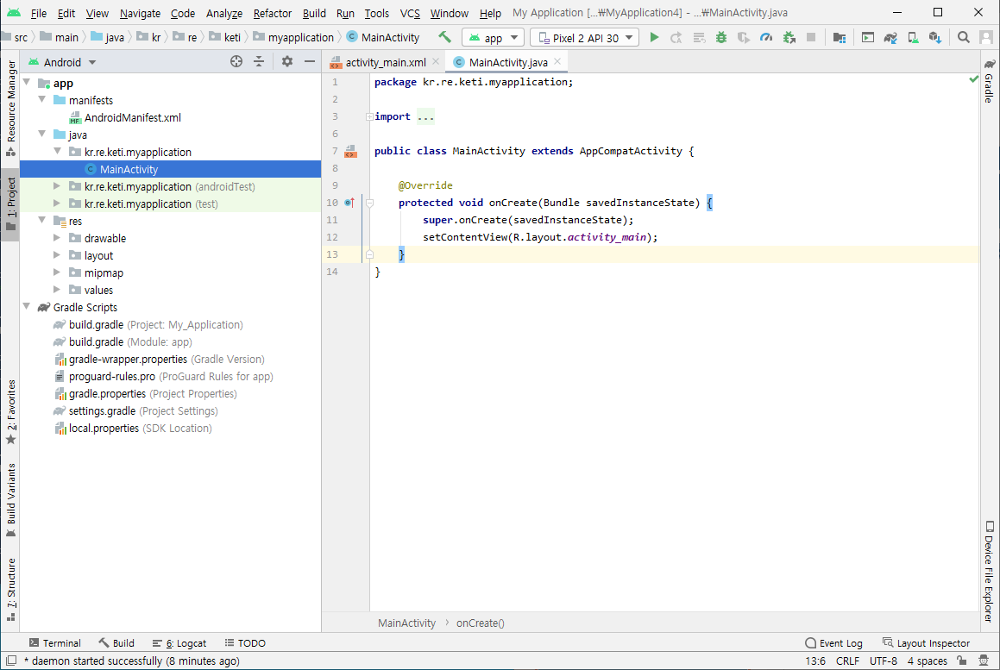 File Edit View Navigate Code Analyze Refactor Build Run Tools VCS Window Help My Application [...₩MyApplication4] - ...₩MainActivity.java
src main java kr re keti myapplication MainActivity app Pixel 2 API 30
Resource Manager
1: Project
2: Favorites
Build Variants
7: Structure
Android
app
manifests
AndroidManifest.xml
java
kr.re.keti.myapplication
MainActivity
kr.re.keti.myapplication (androidTest)
kr.re.keti.myapplication (test)
res
drawable
layout
mipmap
values
Gradle Scripts
build.gradle (Project: My_Application)
build.gradle (Module: app)
gradle-wrapper.properties (Gradle Version)
proguard-rules.pro (ProGuard Rules for app)
gradle.properties (Project Properties)
settings.gradle (Project Settings)
local.properties (SDK Location)
activity_main.xml MainActivity.java
1 package kr.re.keti.myapplication;
2
3 import ...
6
7 public class MainActivity extends AppCompatActivity {
8
9 @Override
10 protected void onCreate(Bundle savedInstanceState) {
11 super.onCreate(savedInstanceState);
12 setContentView(R.layout.activity_main);
13 }
14 }
MainActivity onCreate()
Gradle
Device File Explorer
Terminal Build 6: Logcat TODO Event Log Layout Inspector
* daemon started successfully (8 minutes ago) 13:6 CRLF UTF-8 4 spaces